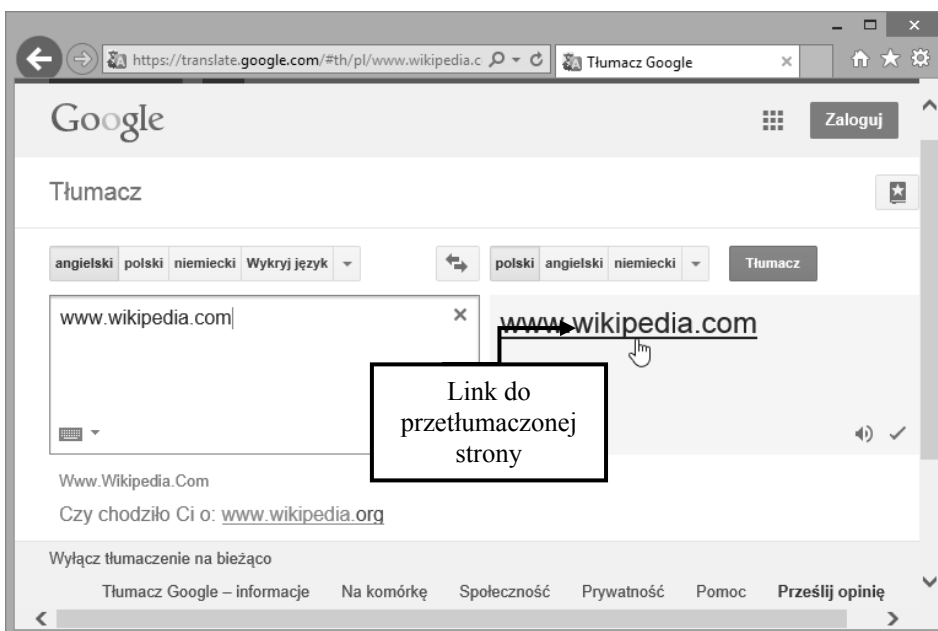 https://translate.google.com/#th/pl/www.wikipedia.c
Tłumacz Google
Google
Zaloguj
Tłumacz
angielski polski niemiecki Wykryj język
polski angielski niemiecki
Tłumacz
www.wikipedia.com
www.wikipedia.com
Link do
przetłumaczonej
strony
Www.Wikipedia.Com
Czy chodziło Ci o: www.wikipedia.org
Wyłącz tłumaczenie na bieżąco
Tłumacz Google – informacje Na komórkę Społeczność Prywatność Pomoc Prześlij opinię